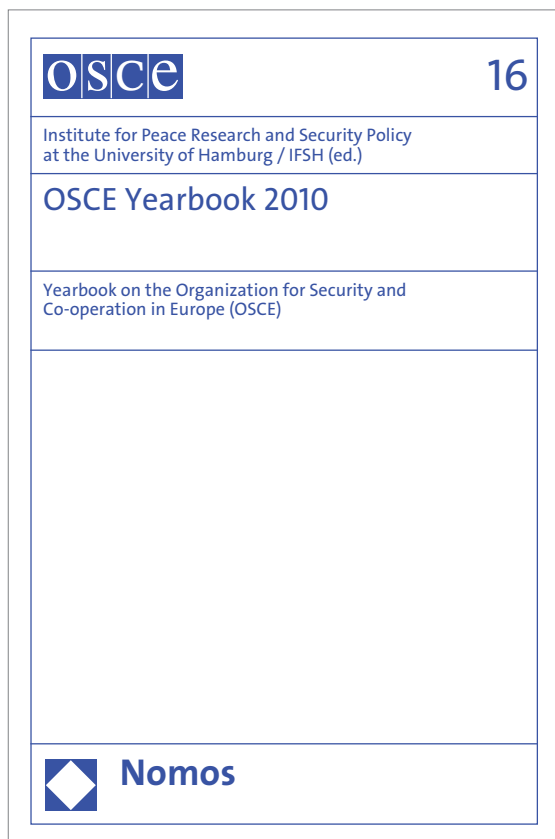 osce
16
Institute for Peace Research and Security Policy
at the University of Hamburg / IFSH (ed.)
OSCE Yearbook 2010
Yearbook on the Organization for Security and
Co-operation in Europe (OSCE)
Nomos